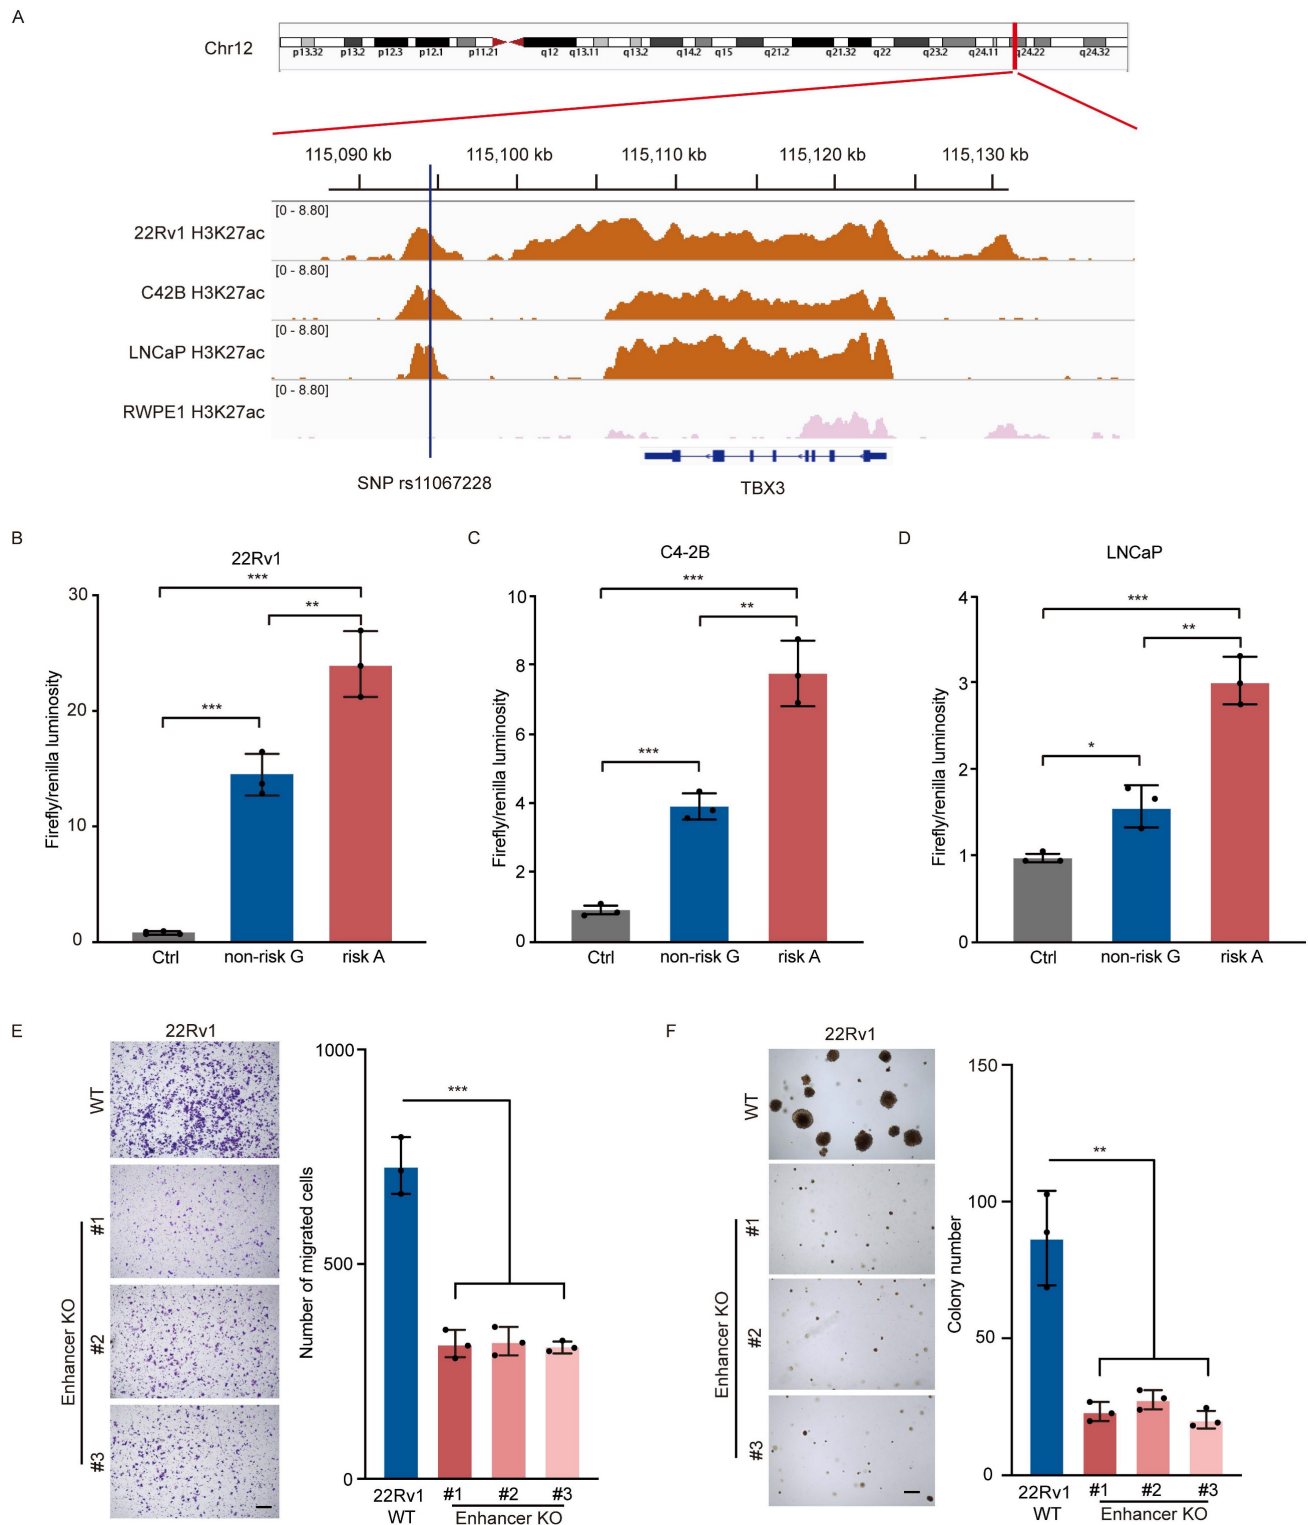 A
Chr12
p13.32 p13.2 p12.3 p12.1 p11.21 q12 q13.11 q13.2 q14.2 q15 q21.2 q21.32 q22 q23.2 q24.11 q24.22 q24.32
115,090 kb 115,100 kb 115,110 kb 115,120 kb 115,130 kb
[0 - 8.80]
22Rv1 H3K27ac
[0 - 8.80]
C42B H3K27ac
[0 - 8.80]
LNCaP H3K27ac
[0 - 8.80]
RWPE1 H3K27ac
SNP rs11067228
TBX3
B
22Rv1
Firefly/renilla luminosity
30
20
10
0
***
**
***
Ctrl non-risk G risk A
C
C4-2B
Firefly/renilla luminosity
10
8
6
4
2
0
***
**
***
Ctrl non-risk G risk A
D
LNCaP
Firefly/renilla luminosity
4
3
2
1
0
***
**
*
Ctrl non-risk G risk A
E
22Rv1
WT
#1
#2
#3
Enhancer KO
Number of migrated cells
1000
500
0
***
22Rv1 #1 #2 #3
WT Enhancer KO
F
22Rv1
WT
#1
#2
#3
Enhancer KO
Colony number
150
100
50
0
**
22Rv1 #1 #2 #3
WT Enhancer KO